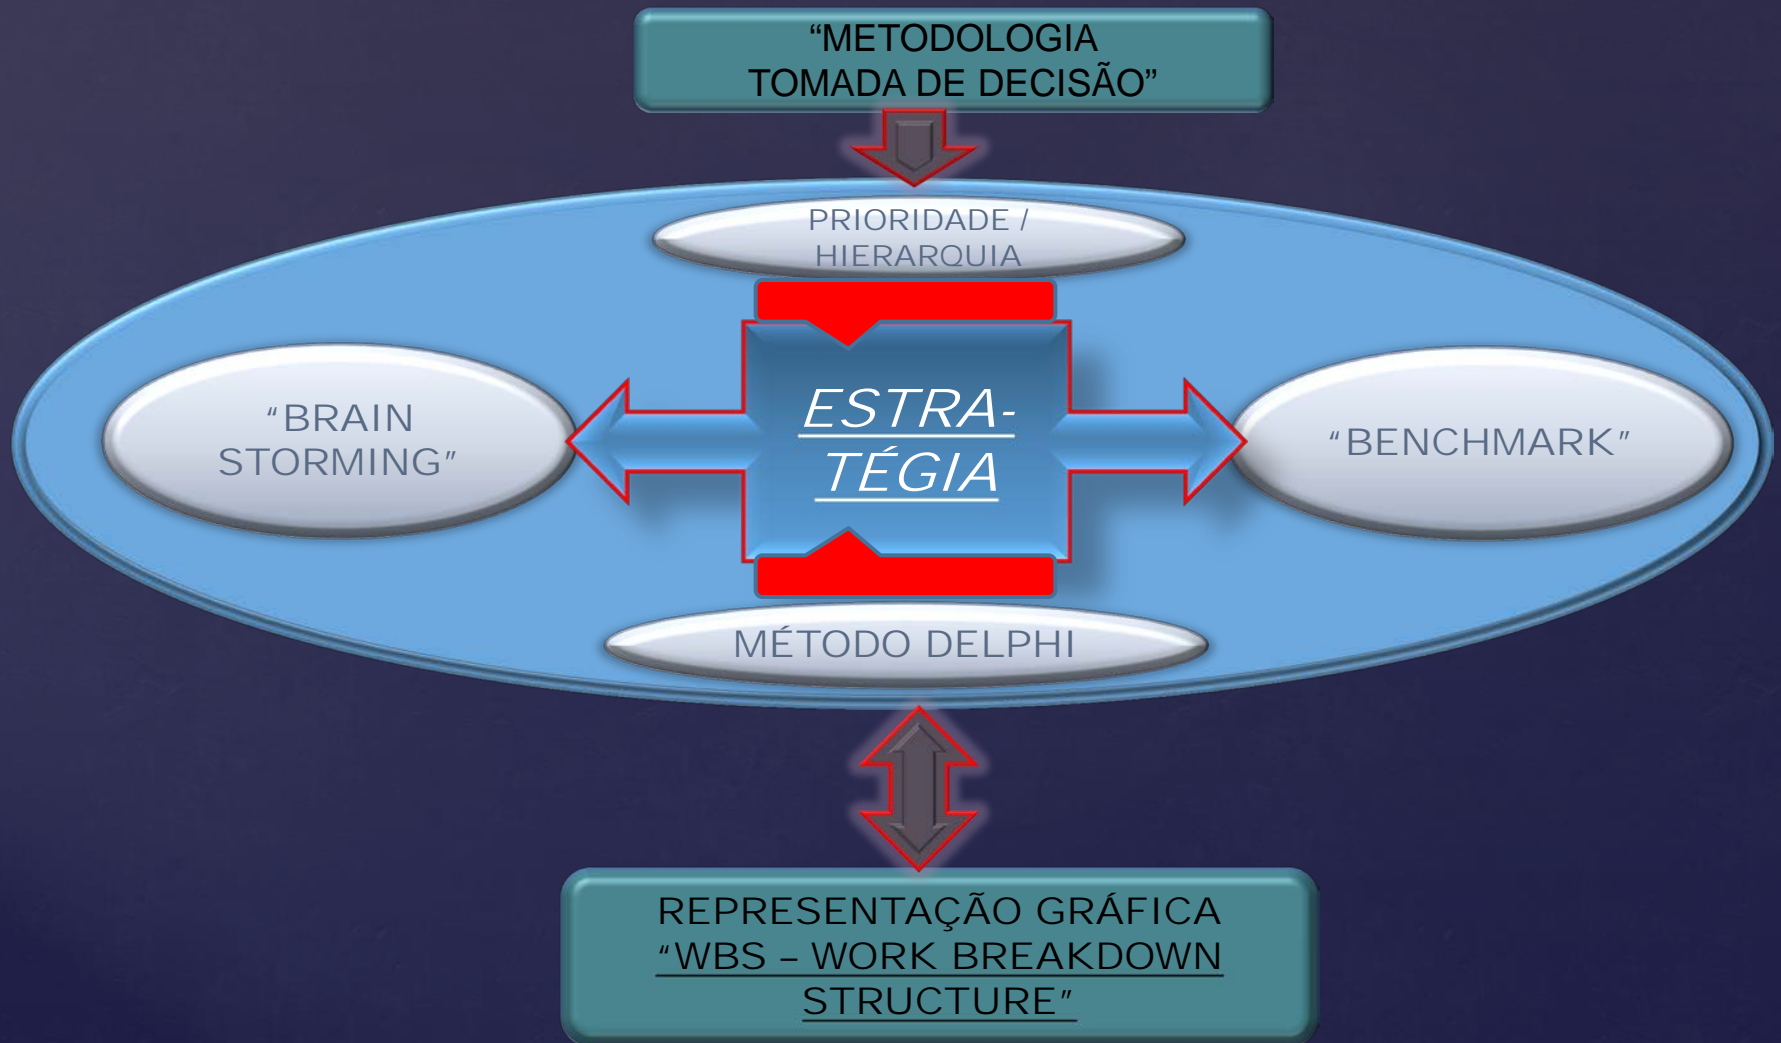 “METODOLOGIA
TOMADA DE DECISÃO”
PRIORIDADE /
HIERARQUIA
“BRAIN
STORMING”
ESTRA-
TÉGIA
“BENCHMARK”
MÉTODO DELPHI
REPRESENTAÇÃO GRÁFICA
“WBS – WORK BREAKDOWN
STRUCTURE”